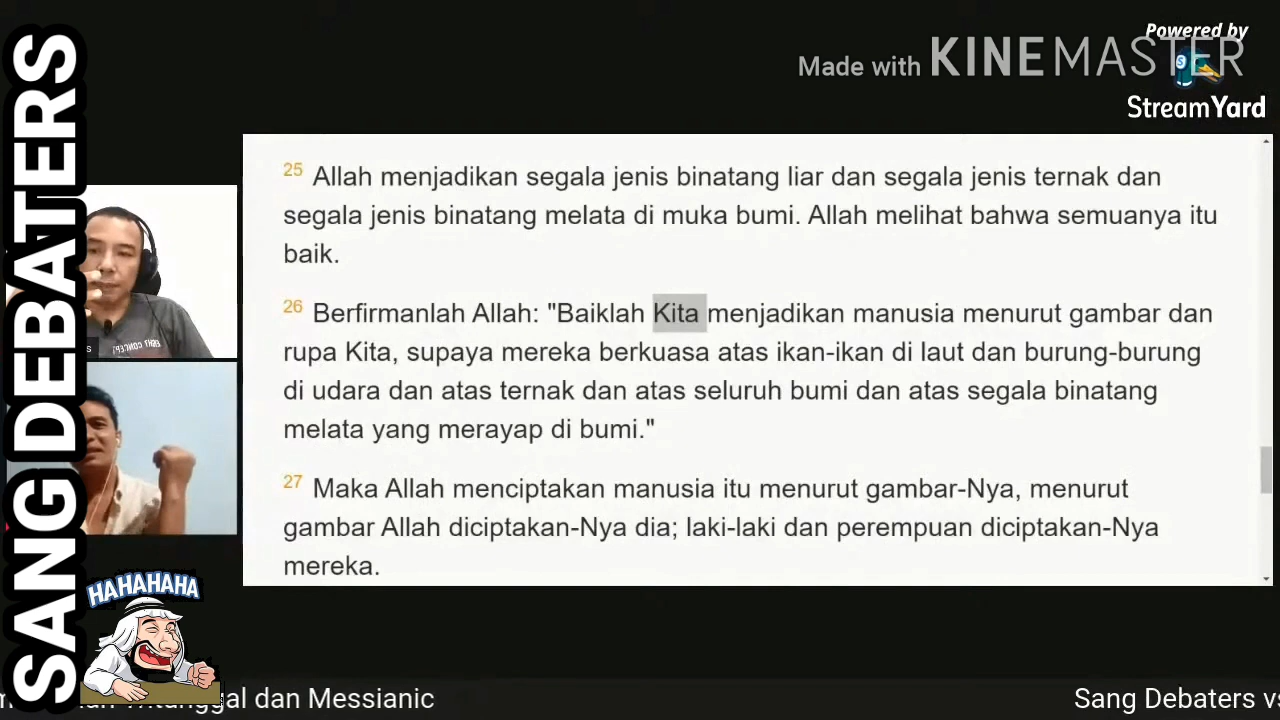 SANG DEBATERS
Powered by
Made with KINEMASTER
StreamYard
25 Allah menjadikan segala jenis binatang liar dan segala jenis ternak dan
segala jenis binatang melata di muka bumi. Allah melihat bahwa semuanya itu
baik.
26 Berfirmanlah Allah: "Baiklah Kita menjadikan manusia menurut gambar dan
rupa Kita, supaya mereka berkuasa atas ikan-ikan di laut dan burung-burung
di udara dan atas ternak dan atas seluruh bumi dan atas segala binatang
melata yang merayap di bumi."
27 Maka Allah menciptakan manusia itu menurut gambar-Nya, menurut
gambar Allah diciptakan-Nya dia; laki-laki dan perempuan diciptakan-Nya
mereka.
HAHAHAHA
dan Messianic
Sang Debaters vs